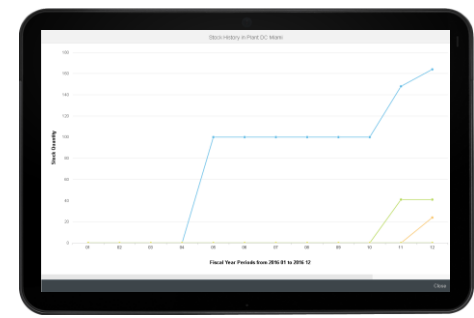 Stock History in Plant DC Miami
180
160
140
120
100
80
60
40
20
0
Stock Quantity
01 02 03 04 05 06 07 08 09 10 11 12
Fiscal Year Periods from 2016 01 to 2016 12
Close